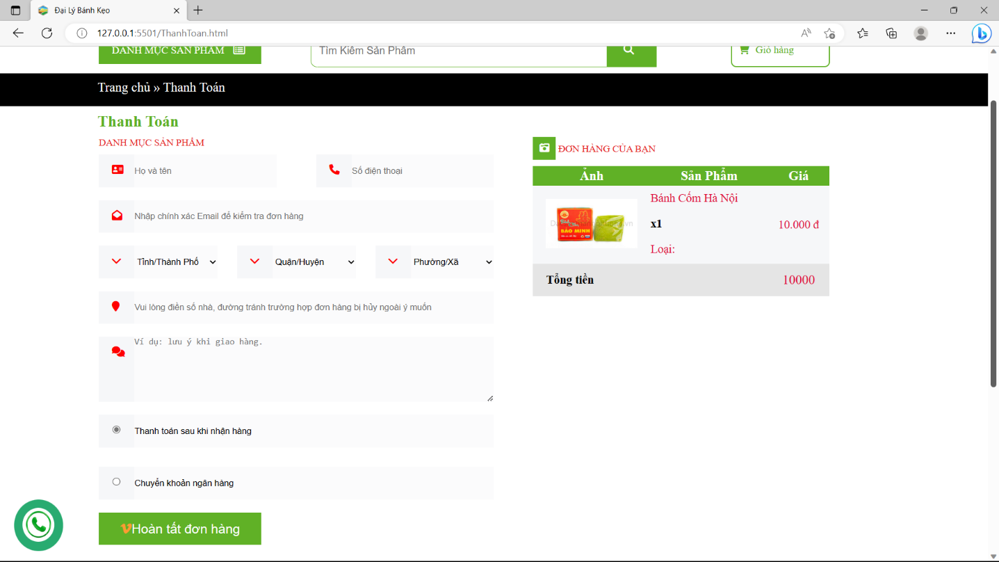 Đại Lý Bánh Kẹo
127.0.0.1:5501/ThanhToan.html
DANH MỤC SẢN PHẨM
Tìm Kiếm Sản Phẩm
Giỏ hàng
Trang chủ » Thanh Toán
Thanh Toán
DANH MỤC SẢN PHẨM
Họ và tên
Số điện thoại
Nhập chính xác Email để kiểm tra đơn hàng
Tỉnh/Thành Phố
Quận/Huyện
Phường/Xã
Vui lòng điền số nhà, đường tránh trường hợp đơn hàng bị hủy ngoài ý muốn
Ví dụ: lưu ý khi giao hàng.
Thanh toán sau khi nhận hàng
Chuyển khoản ngân hàng
Hoàn tất đơn hàng
ĐƠN HÀNG CỦA BẠN
Ảnh Sản Phẩm Giá
BẢO MINH
Bánh Cốm Hà Nội
x1
10.000 đ
Loại:
Tổng tiền 10000